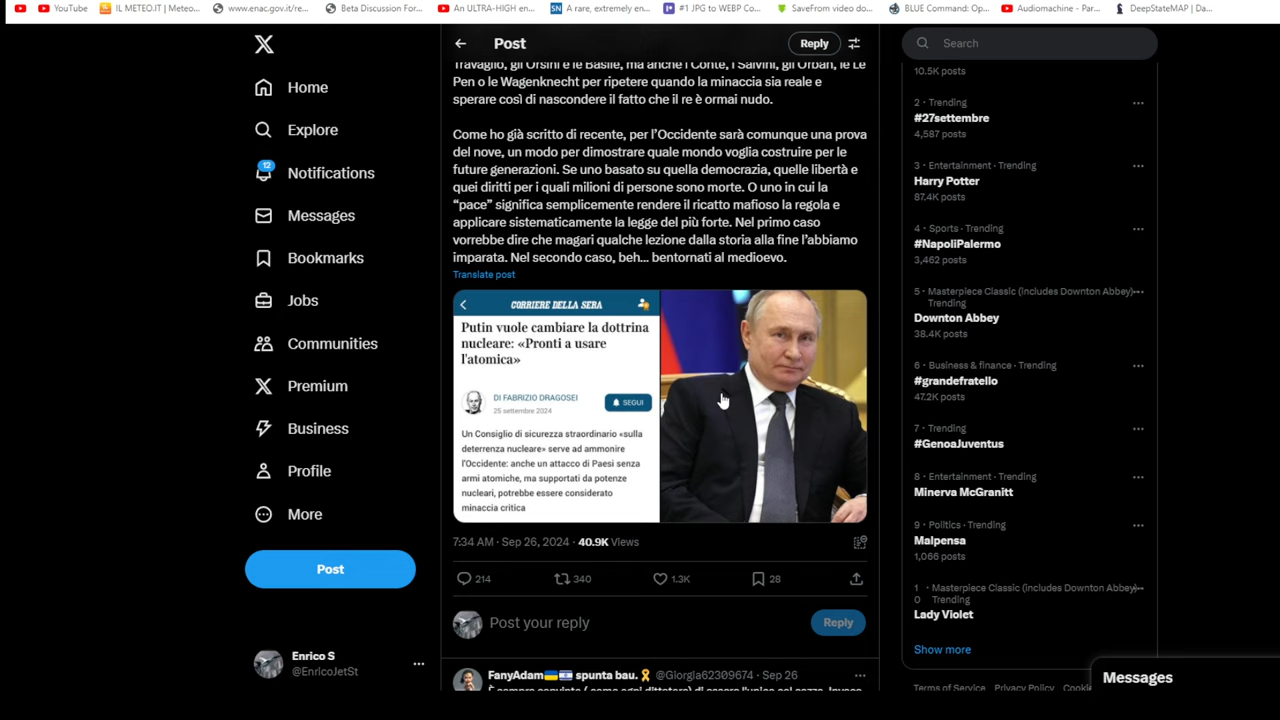 YouTube
IL METEO.IT | Meteo...
www.enac.gov.it/re...
Beta Discussion For...
An ULTRA-HIGH en...
A rare, extremely en...
#1 JPG to WEBP Co...
SaveFrom video do...
BLUE Command: Op...
Audiomachine - Par...
DeepStateMAP | Da...
Home
Explore
12
Notifications
Messages
Bookmarks
Jobs
Communities
Premium
Business
Profile
More
Post
Enrico S
@EnricoJetSt
Post
Reply
Travaglio, gli Orsini e le Basile, ma anche i Conte, i Salvini, gli Orban, le Le
Pen o le Wagenknecht per ripetere quando la minaccia sia reale e
sperare così di nascondere il fatto che il re è ormai nudo.
Come ho già scritto di recente, per l'Occidente sarà comunque una prova
del nove, un modo per dimostrare quale mondo voglia costruire per le
future generazioni. Se uno basato su quella democrazia, quelle libertà e
quei diritti per i quali milioni di persone sono morte. O uno in cui la
“pace” significa semplicemente rendere il ricatto mafioso la regola e
applicare sistematicamente la legge del più forte. Nel primo caso
vorrebbe dire che magari qualche lezione dalla storia alla fine l'abbiamo
imparata. Nel secondo caso, beh... bentornati al medioevo.
Translate post
CORRIERE DELLA SERA
Putin vuole cambiare la dottrina
nucleare: «Pronti a usare
l'atomica»
DI FABRIZIO DRAGOSEI
25 settembre 2024
SEGUI
Un Consiglio di sicurezza straordinario «sulla
deterrenza nucleare» serve ad ammonire
l'Occidente: anche un attacco di Paesi senza
armi atomiche, ma supportati da potenze
nucleari, potrebbe essere considerato
minaccia critica
7:34 AM · Sep 26, 2024 · 40.9K Views
214
340
1.3K
28
Post your reply
Reply
FanyAdam spunta bau. @Giorgia62309674 · Sep 26
Search
10.5K posts
2 · Trending
#27settembre
4,587 posts
3 · Entertainment · Trending
Harry Potter
87.4K posts
4 · Sports · Trending
#NapoliPalermo
3,462 posts
5 · Masterpiece Classic (includes Downton Abbey) ·
Trending
Downton Abbey
38.4K posts
6 · Business & finance · Trending
#grandefratello
47.2K posts
7 · Trending
#GenoaJuventus
8 · Entertainment · Trending
Minerva McGranitt
9 · Politics · Trending
Malpensa
1,066 posts
1 · Masterpiece Classic (includes Downton Abbey) ·
0 Trending
Lady Violet
Show more
Terms of Service Privacy Policy Cookie
Messages